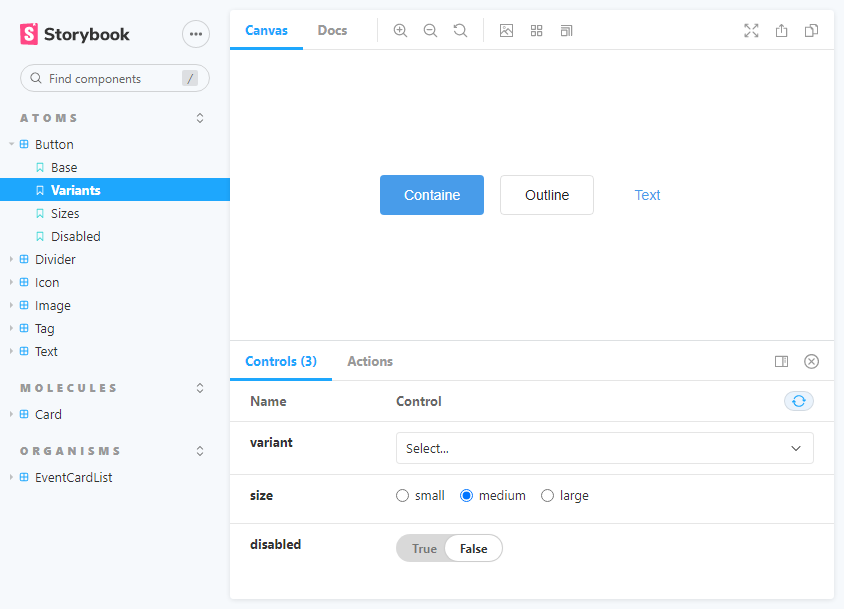 Storybook
Find components /
ATOMS
Button
Base
Variants
Sizes
Disabled
Divider
Icon
Image
Tag
Text
MOLECULES
Card
ORGANISMS
EventCardList
Canvas Docs
Containe Outline Text
Controls (3) Actions
Name Control
variant Select...
size small medium large
disabled True False